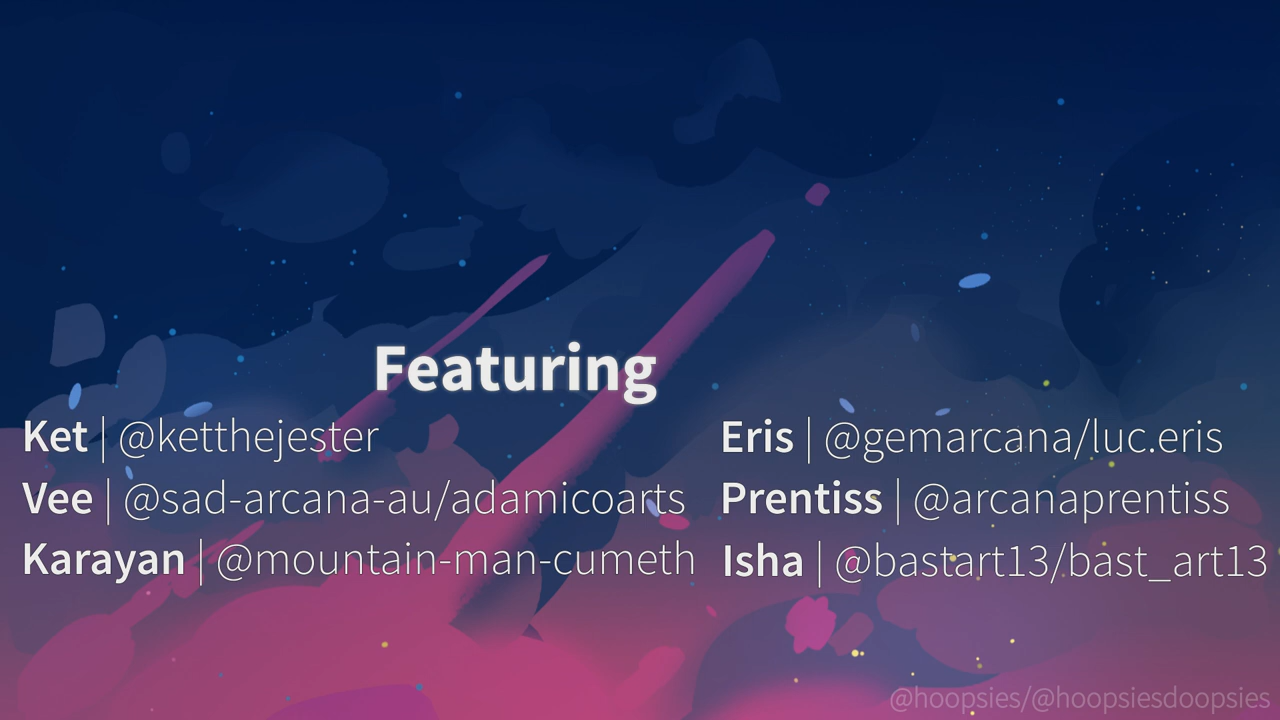 Featuring
Ket | @ketthejester
Vee | @sad-arcana-au/adamicoarts
Karayan | @mountain-man-cumeth
Eris | @gemarcana/luc.eris
Prentiss | @arcanaprentiss
Isha | @bastart13/bast_art13
@hoopsies/@hoopsiesdoopsies